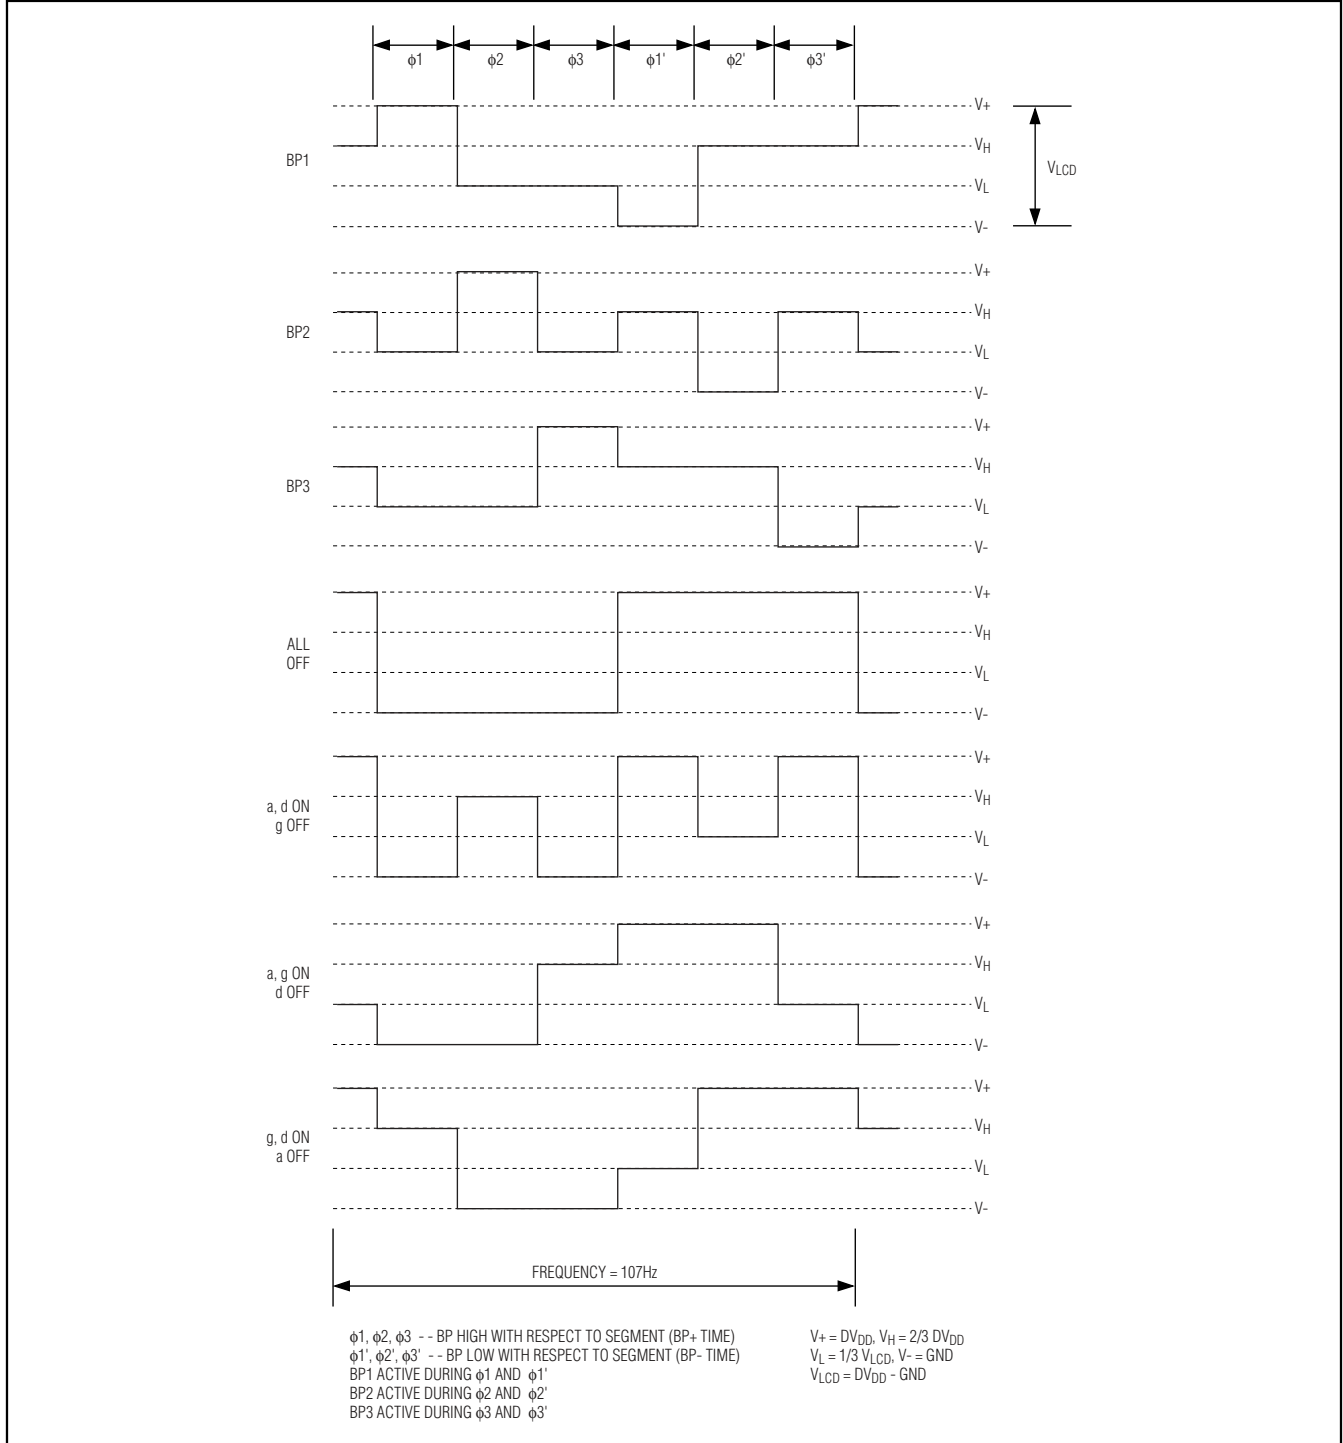 ϕ1 ϕ2 ϕ3 ϕ1' ϕ2' ϕ3'
V+
VH
BP1
VL
V-
VLCD
V+
VH
BP2
VL
V-
V+
VH
BP3
VL
V-
V+
VH
ALL
OFF
VL
V-
V+
VH
a, d ON
g OFF
VL
V-
V+
VH
a, g ON
d OFF
VL
V-
V+
VH
g, d ON
a OFF
VL
V-
FREQUENCY = 107Hz
ϕ1, ϕ2, ϕ3 - - BP HIGH WITH RESPECT TO SEGMENT (BP+ TIME)
ϕ1', ϕ2', ϕ3' - - BP LOW WITH RESPECT TO SEGMENT (BP- TIME)
BP1 ACTIVE DURING ϕ1 AND ϕ1'
BP2 ACTIVE DURING ϕ2 AND ϕ2'
BP3 ACTIVE DURING ϕ3 AND ϕ3'
V+ = DVDD, VH = 2/3 DVDD
VL = 1/3 VLCD, V- = GND
VLCD = DVDD - GND